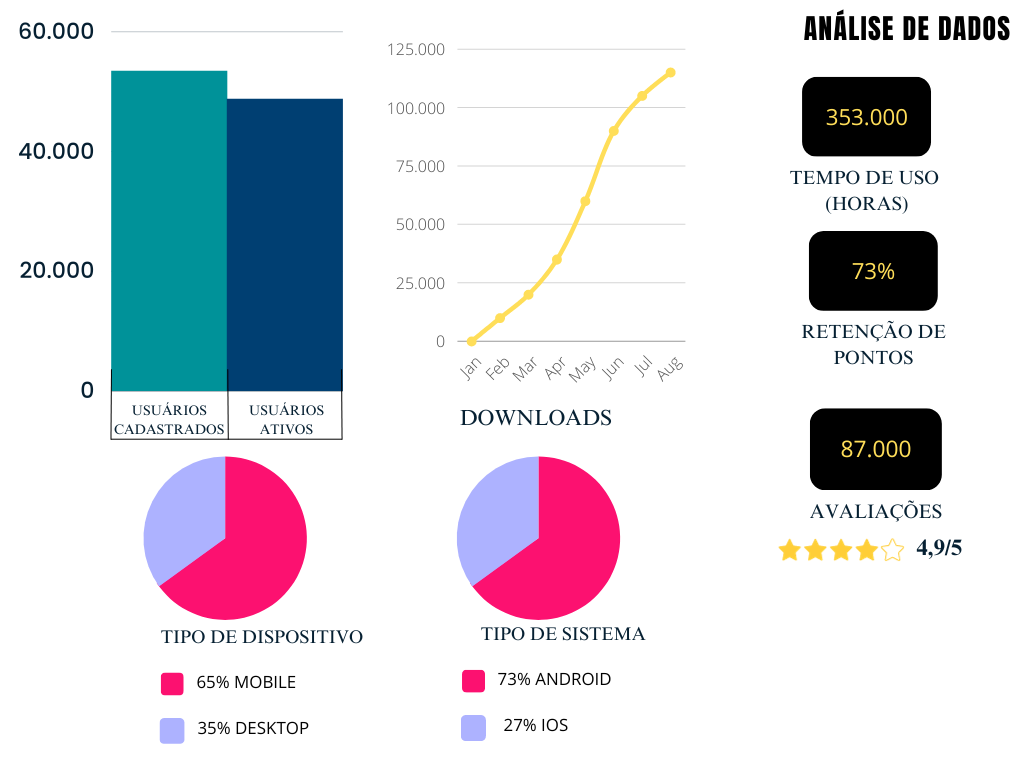 ANÁLISE DE DADOS
60.000
40.000
20.000
0
USUÁRIOS
CADASTRADOS
USUÁRIOS
ATIVOS
125.000
100.000
75.000
50.000
25.000
0
Jan
Feb
Mar
Apr
May
Jun
Jul
Aug
DOWNLOADS
353.000
TEMPO DE USO
(HORAS)
73%
RETENÇÃO DE
PONTOS
87.000
AVALIAÇÕES
4,9/5
TIPO DE DISPOSITIVO
65% MOBILE
35% DESKTOP
TIPO DE SISTEMA
73% ANDROID
27% IOS